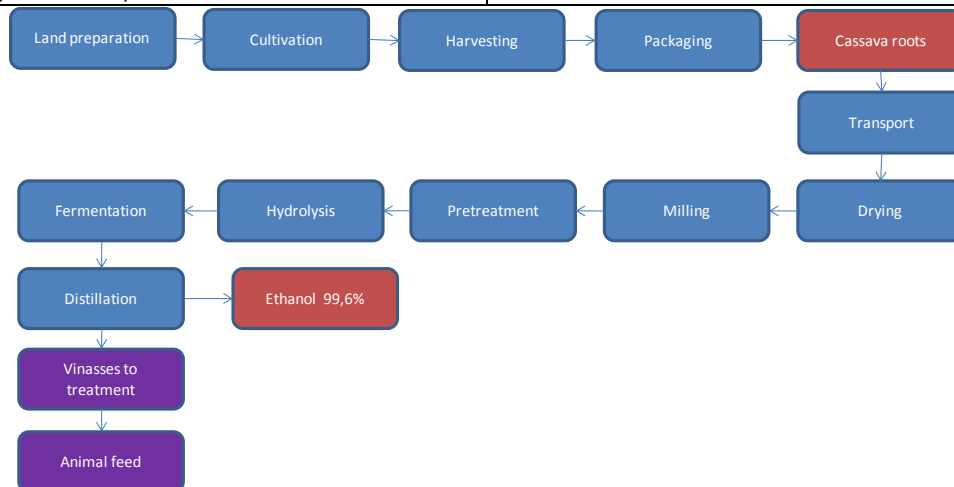 Land preparation
Cultivation
Harvesting
Packaging
Cassava roots
Transport
Fermentation
Hydrolysis
Pretreatment
Milling
Drying
Distillation
Ethanol 99,6%
Vinasses to
treatment
Animal feed